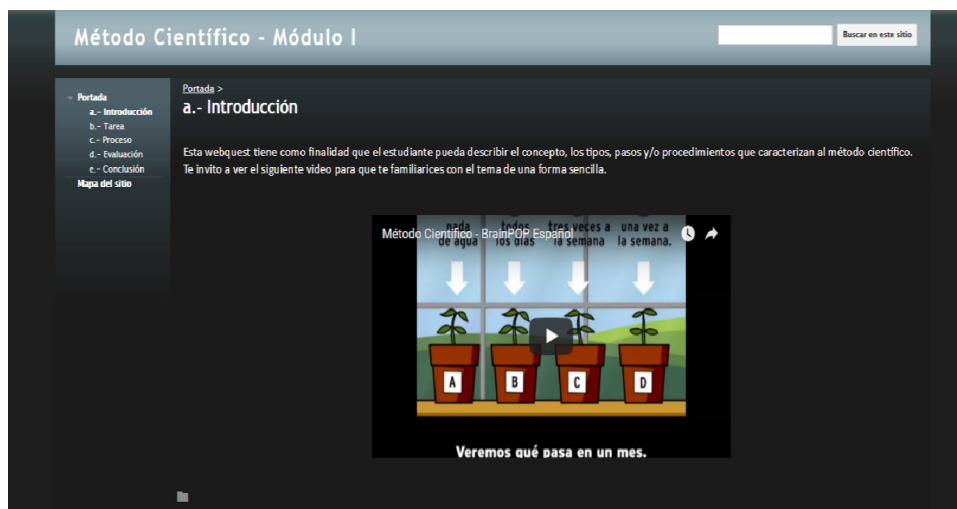 Método Científico - Módulo I
Buscar en este sitio
Portada
a.- Introducción
b.- Tarea
c.- Proceso
d.- Evaluación
e.- Conclusión
Mapa del sitio
Portada >
a.- Introducción
Esta webquest tiene como finalidad que el estudiante pueda describir el concepto, los tipos, pasos y/o procedimientos que caracterizan al método científico.
Te invito a ver el siguiente video para que te familiarices con el tema de una forma sencilla.
Método Científico - BrainPOP Español
nada todos tres veces a una vez a
de agua los días la semana la semana.
A B C D
Veremos qué pasa en un mes.